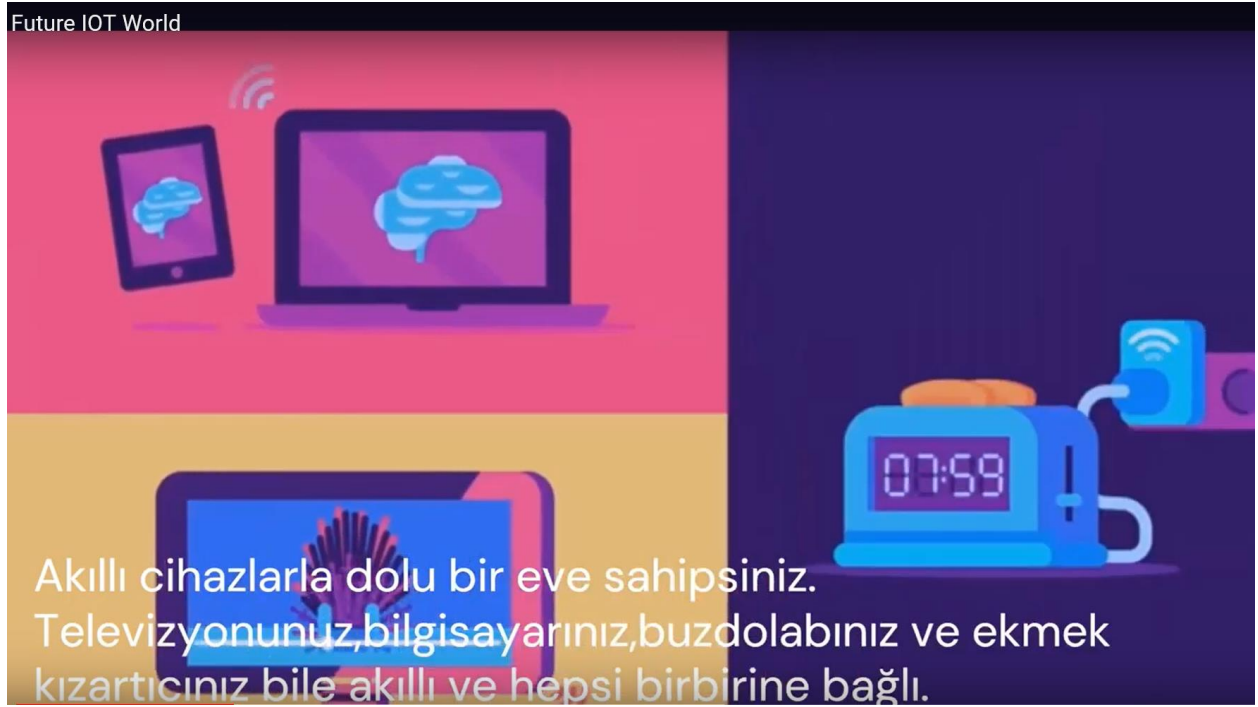 Future IOT World
07:59
Akıllı cihazlarla dolu bir eve sahipsiniz.
Televizyonunuz,bilgisayarınız,buzdolabınız ve ekmek
kızartıcınız bile akıllı ve hepsi birbirine bağlı.